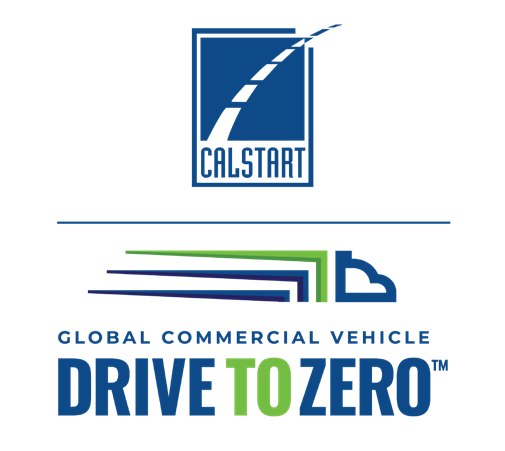 CALSTART
GLOBAL COMMERCIAL VEHICLE
DRIVE TO ZERO™